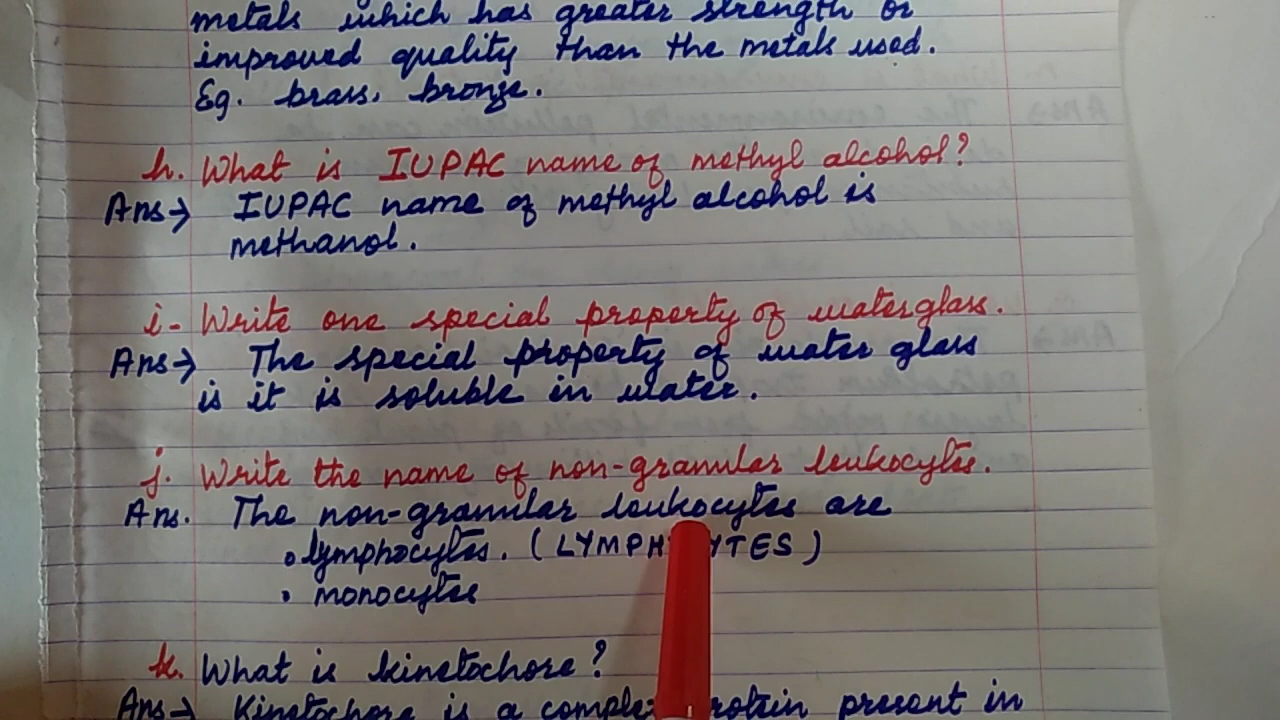 metals which has greater strength or
improved quality than the metals used.
Eg. brass, bronze.
h. What is IUPAC name of methyl alcohol?
Ans→ IUPAC name of methyl alcohol is
methanol.
i- Write one special property of waterglass.
Ans→ The special property of water glass
is it is soluble in water.
j. Write the name of non-granular leukocytes.
Ans. The non-granular leukocytes are
• lymphocytes. (LYMPH YTES)
• monocytes
k. What is kinetochore?
Ans→ Kinetochore is a complex protein present in